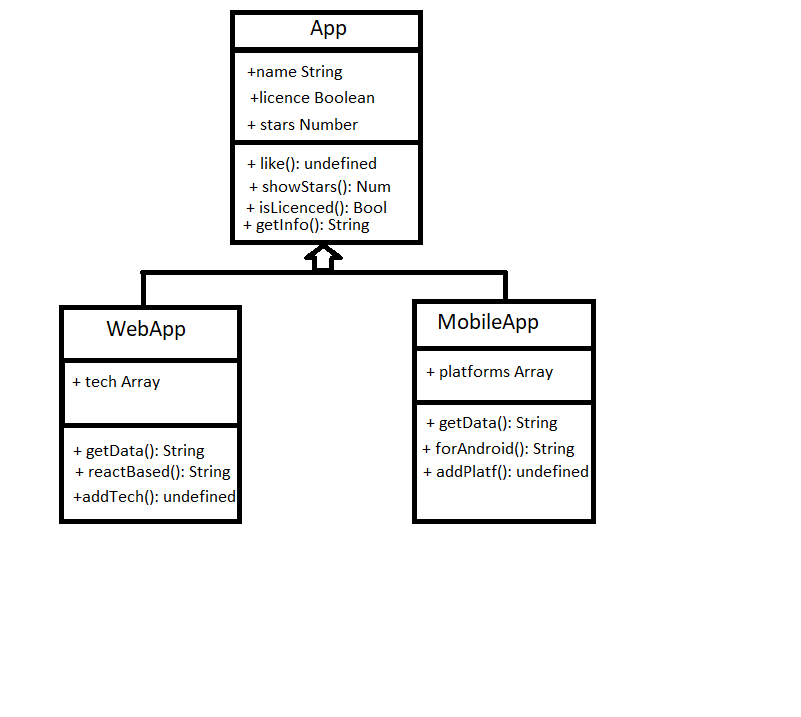 App
+name String
+licence Boolean
+ stars Number
+ like(): undefined
+ showStars(): Num
+ isLicenced(): Bool
+ getInfo(): String
WebApp
+ tech Array
+ getData(): String
+ reactBased(): String
+addTech(): undefined
MobileApp
+ platforms Array
+ getData(): String
+ forAndroid(): String
+ addPlatf(): undefined